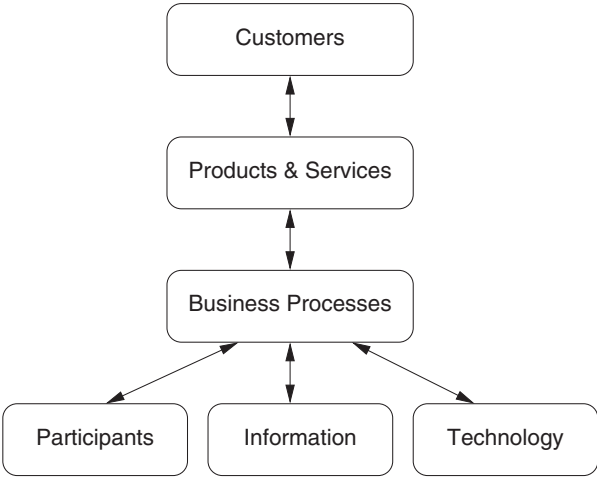 Customers
Products & Services
Business Processes
Participants
Information
Technology